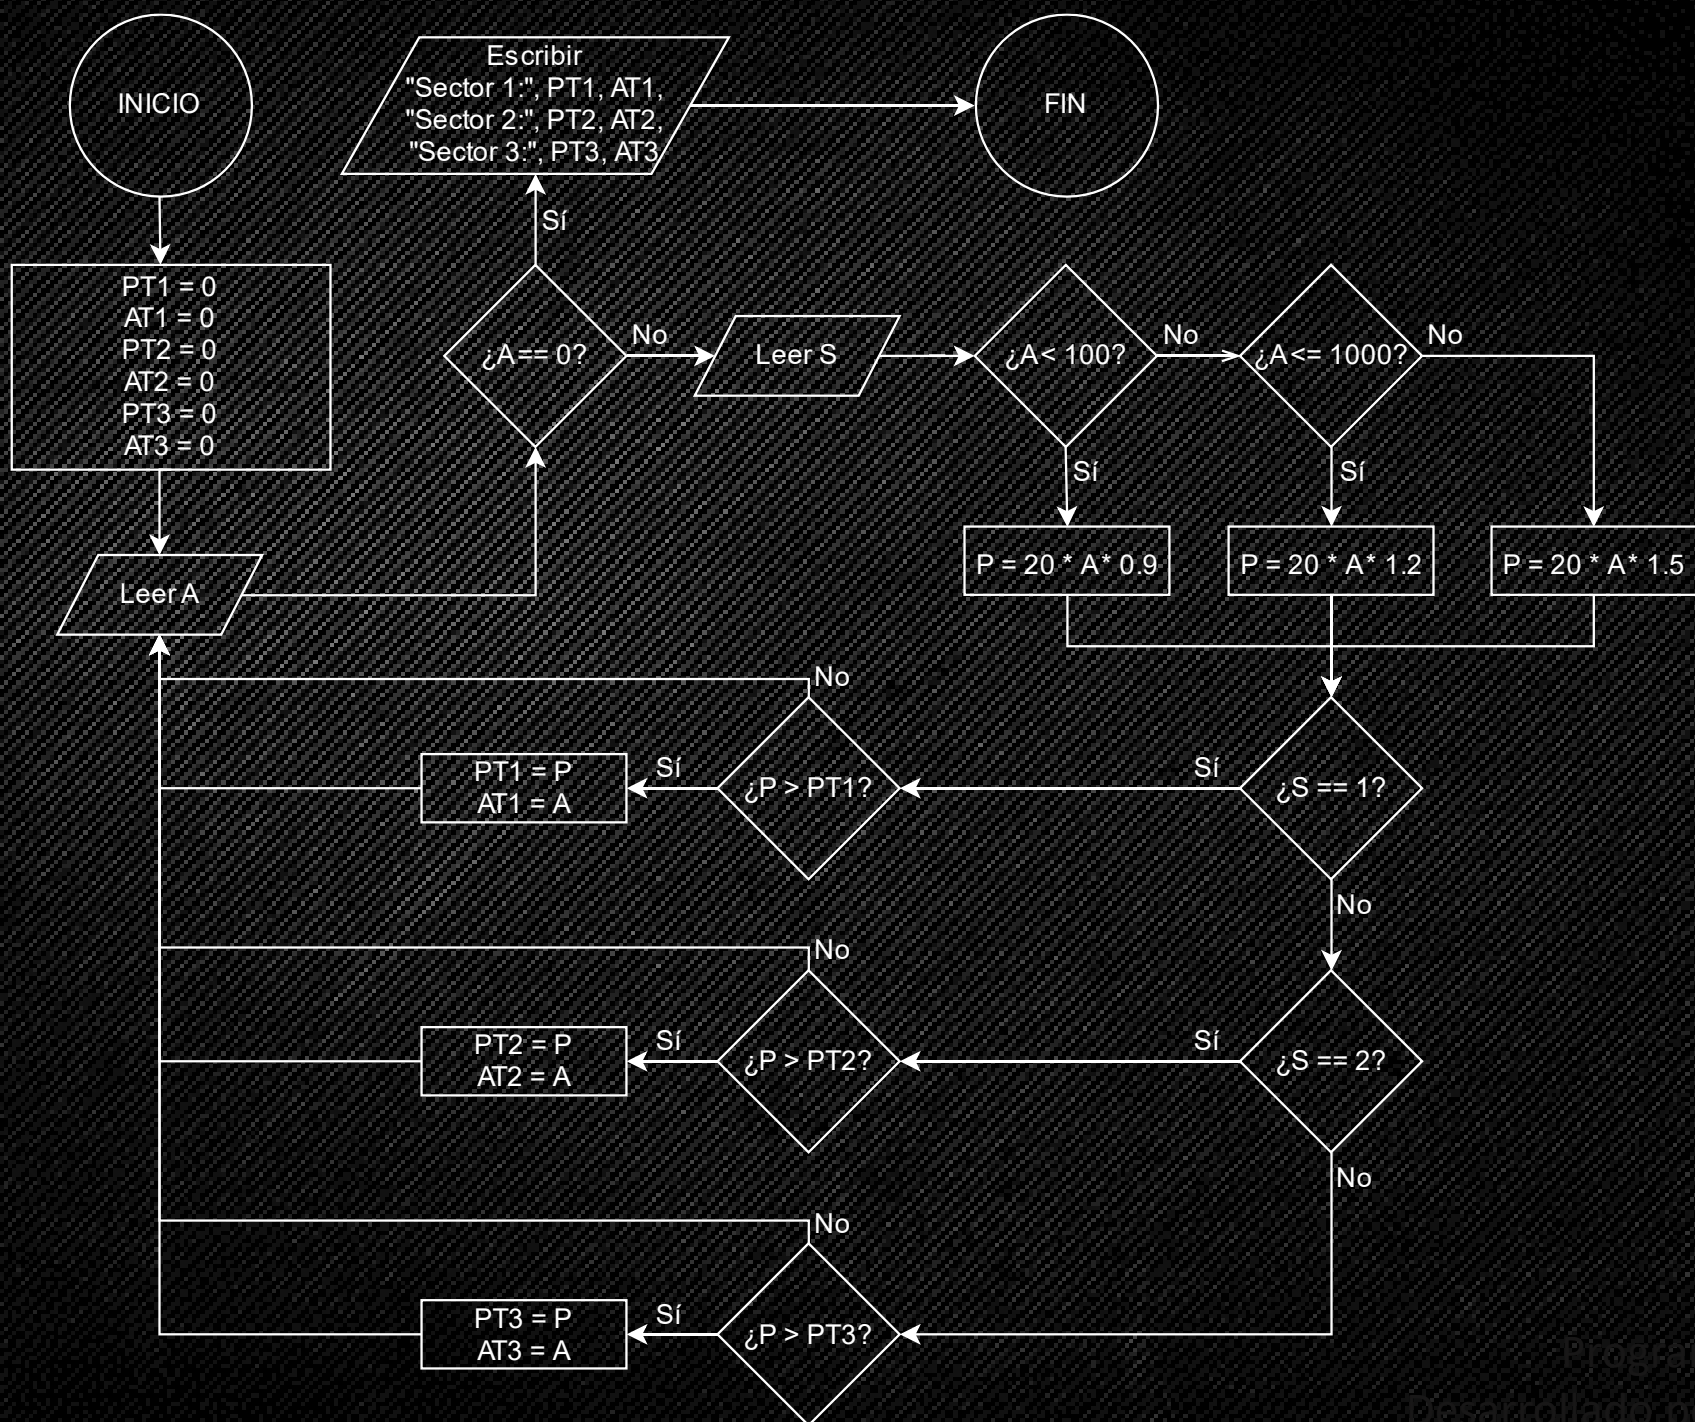 INICIO
Escribir
"Sector 1:", PT1, AT1,
"Sector 2:", PT2, AT2,
"Sector 3:", PT3, AT3
FIN
PT1 = 0
AT1 = 0
PT2 = 0
AT2 = 0
PT3 = 0
AT3 = 0
Leer A
¿A== 0?
Sí
No
Leer S
¿A< 100?
No
Sí
¿A<= 1000?
No
Sí
P = 20 * A* 0.9
P = 20 * A* 1.2
P = 20 * A* 1.5
¿S == 1?
Sí
No
¿P > PT1?
No
Sí
PT1 = P
AT1 = A
¿S == 2?
Sí
No
¿P > PT2?
No
Sí
PT2 = P
AT2 = A
¿P > PT3?
No
Sí
PT3 = P
AT3 = A